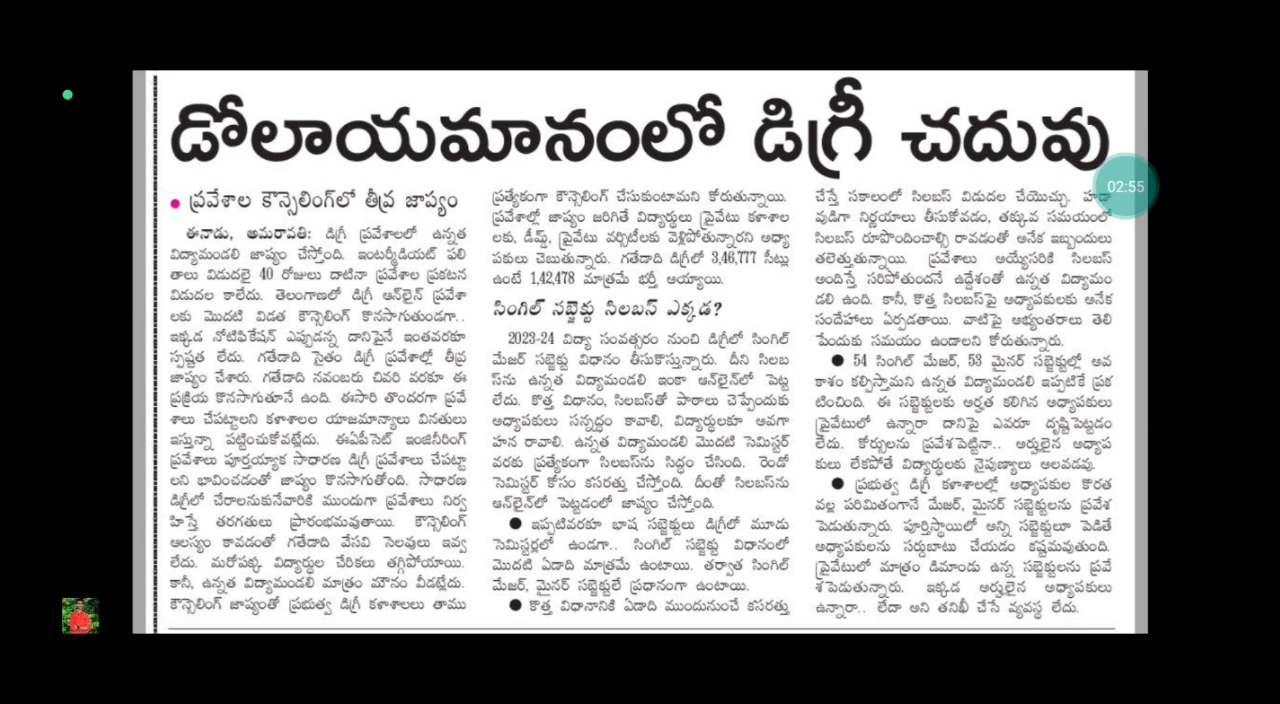 డోలాయమానంలో డిగ్రీ చదువు
02:55
● ప్రవేశాల కౌన్సెలింగ్‌లో తీవ్ర జాప్యం
ఈనాడు, అమరావతి: డిగ్రీ ప్రవేశాలలో ఉన్నత
విద్యామండలి జాప్యం చేస్తోంది. ఇంటర్మీడియట్ ఫలి
తాలు విడుదలై 40 రోజులు దాటినా ప్రవేశాల ప్రకటన
విడుదల కాలేదు. తెలంగాణలో డిగ్రీ ఆన్‌లైన్ ప్రవేశా
లకు మొదటి విడత కౌన్సెలింగ్ కొనసాగుతుండగా..
ఇక్కడ నోటిఫికేషన్ ఎప్పుడన్న దానిపైనే ఇంతవరకూ
స్పష్టత లేదు. గతేడాది సైతం డిగ్రీ ప్రవేశాల్లో తీవ్ర
జాప్యం చేశారు. గతేడాది నవంబరు చివరి వరకూ ఈ
ప్రక్రియ కొనసాగుతూనే ఉంది. ఈసారి తొందరగా ప్రవే
శాలు చేపట్టాలని కళాశాలల యాజమాన్యాలు వినతులు
ఇస్తున్నా పట్టించుకోవట్లేదు. ఈఏపీసెట్ ఇంజినీరింగ్
ప్రవేశాలు పూర్తయ్యాక సాధారణ డిగ్రీ ప్రవేశాలు చేపట్టా
లని భావించడంతో జాప్యం కొనసాగుతోంది. సాధారణ
డిగ్రీలో చేరాలనుకునేవారికి ముందుగా ప్రవేశాలు నిర్వ
హిస్తే తరగతులు ప్రారంభమవుతాయి. కౌన్సెలింగ్
ఆలస్యం కావడంతో గతేడాది వేసవి సెలవులు ఇవ్వ
లేదు. మరోపక్క విద్యార్థుల చేరికలు తగ్గిపోయాయి.
కానీ, ఉన్నత విద్యామండలి మాత్రం మౌనం వీడట్లేదు.
కౌన్సెలింగ్ జాప్యంతో ప్రభుత్వ డిగ్రీ కళాశాలలు తాము
ప్రత్యేకంగా కౌన్సెలింగ్ చేసుకుంటామని కోరుతున్నాయి.
ప్రవేశాల్లో జాప్యం జరిగితే విద్యార్థులు ప్రైవేటు కళాశాల
లకు, డీమ్డ్, ప్రైవేటు వర్సిటీలకు వెళ్లిపోతున్నారని అధ్యా
పకులు చెబుతున్నారు. గతేడాది డిగ్రీలో 3,46,777 సీట్లు
ఉంటే 1,42,478 మాత్రమే భర్తీ అయ్యాయి.
సింగిల్ సబ్జెక్టు సిలబస్ ఎక్కడ?
2023-24 విద్యా సంవత్సరం నుంచి డిగ్రీలో సింగిల్
మేజర్ సబ్జెక్టు విధానం తీసుకొస్తున్నారు. దీని సిలబ
స్‌ను ఉన్నత విద్యామండలి ఇంకా ఆన్‌లైన్‌లో పెట్ట
లేదు. కొత్త విధానం, సిలబస్‌తో పాఠాలు చెప్పేందుకు
అధ్యాపకులు సన్నద్ధం కావాలి, విద్యార్థులకూ అవగా
హన రావాలి. ఉన్నత విద్యామండలి మొదటి సెమిస్టర్
వరకు ప్రత్యేకంగా సిలబస్‌ను సిద్ధం చేసింది. రెండో
సెమిస్టర్ కోసం కసరత్తు చేస్తోంది. దీంతో సిలబస్‌ను
ఆన్‌లైన్‌లో పెట్టడంలో జాప్యం చేస్తోంది.
● ఇప్పటివరకూ భాష సబ్జెక్టులు డిగ్రీలో మూడు
సెమిస్టర్లలో ఉండగా.. సింగిల్ సబ్జెక్టు విధానంలో
మొదటి ఏడాది మాత్రమే ఉంటాయి. తర్వాత సింగిల్
మేజర్, మైనర్ సబ్జెక్టులే ప్రధానంగా ఉంటాయి.
● కొత్త విధానానికి ఏడాది ముందునుంచే కసరత్తు
చేస్తే సకాలంలో సిలబస్ విడుదల చేయొచ్చు. హడా
వుడిగా నిర్ణయాలు తీసుకోవడం, తక్కువ సమయంలో
సిలబస్ రూపొందించాల్సి రావడంతో అనేక ఇబ్బందులు
తలెత్తుతున్నాయి. ప్రవేశాలు అయ్యేసరికి సిలబస్
అందిస్తే సరిపోతుందనే ఉద్దేశంతో ఉన్నత విద్యామం
డలి ఉంది. కానీ, కొత్త సిలబస్‌పై అధ్యాపకులకు అనేక
సందేహాలు ఏర్పడతాయి. వాటిపై అభ్యంతరాలు తెలి
పేందుకు సమయం ఉండాలని కోరుతున్నారు.
● 54 సింగిల్ మేజర్, 53 మైనర్ సబ్జెక్టుల్లో అవ
కాశం కల్పిస్తామని ఉన్నత విద్యామండలి ఇప్పటికే ప్రక
టించింది. ఈ సబ్జెక్టులకు అర్హత కలిగిన అధ్యాపకులు
ప్రైవేటులో ఉన్నారా దానిపై ఎవరూ దృష్టిపెట్టడం
లేదు. కోర్సులను ప్రవేశపెట్టినా.. అర్హులైన అధ్యాప
కులు లేకపోతే విద్యార్థులకు నైపుణ్యాలు అలవడవు.
● ప్రభుత్వ డిగ్రీ కళాశాలల్లో అధ్యాపకుల కొరత
వల్ల పరిమితంగానే మేజర్, మైనర్ సబ్జెక్టులను ప్రవేశ
పెడుతున్నారు. పూర్తిస్థాయిలో అన్ని సబ్జెక్టులూ పెడితే
అధ్యాపకులను సర్దుబాటు చేయడం కష్టమవుతుంది.
ప్రైవేటులో మాత్రం డిమాండు ఉన్న సబ్జెక్టులను ప్రవే
శపెడుతున్నారు. ఇక్కడ అర్హులైన అధ్యాపకులు
ఉన్నారా.. లేదా అని తనిఖీ చేసే వ్యవస్థ లేదు.